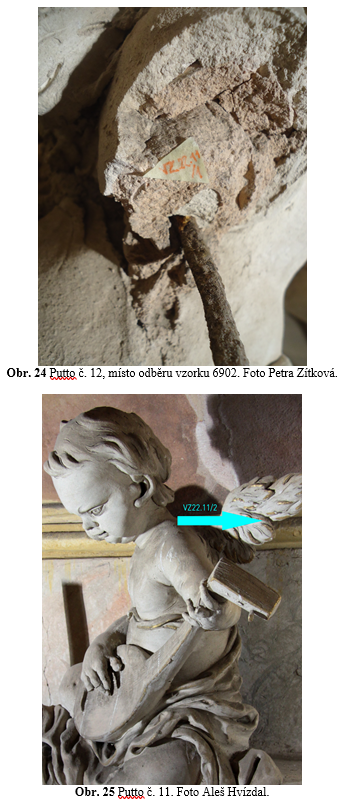 Obr. 24 Putto č. 12, místo odběru vzorku 6902. Foto Petra Zítková.
VZ22.11/2
Obr. 25 Putto č. 11. Foto Aleš Hvízdal.